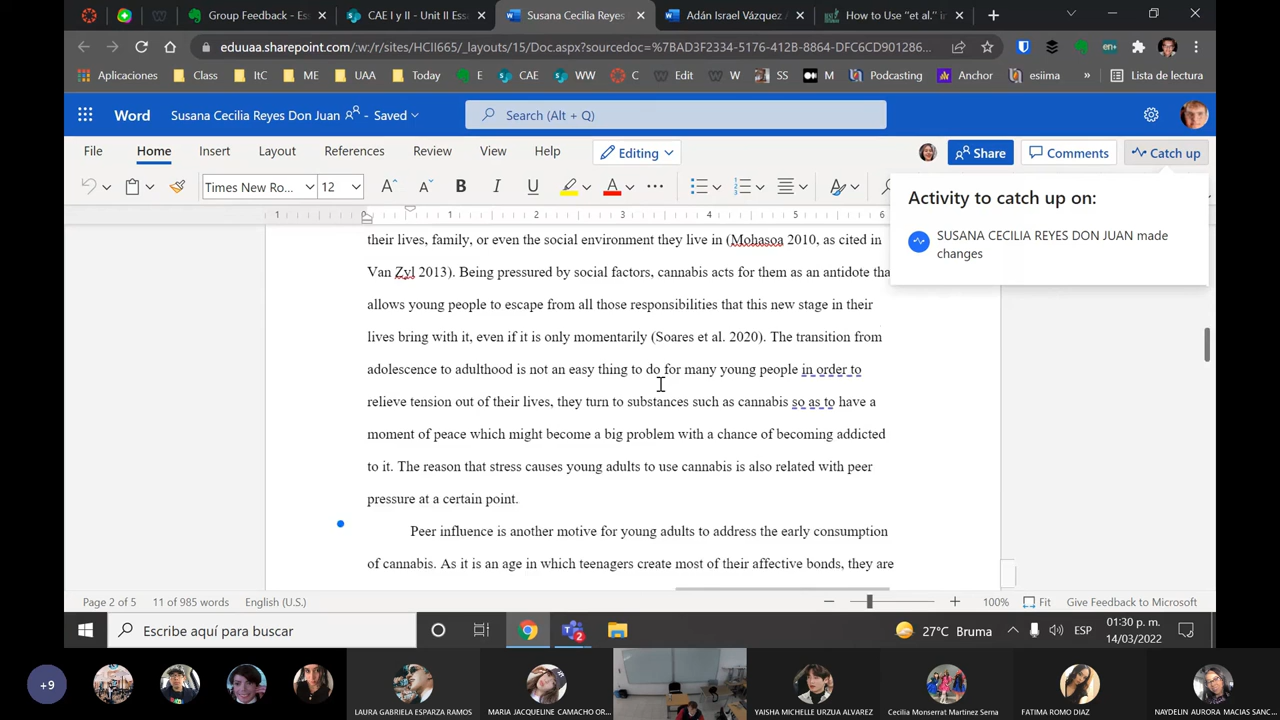 Group Feedback - Es
CAE I y II - Unit II Ess
Susana Cecilia Reyes
Adán Israel Vázquez A
How to Use "et al." in
eduuaa.sharepoint.com/:w:/r/sites/HCII665/_layouts/15/Doc.aspx?sourcedoc=%7BAD3F2334-5176-412B-8864-DFC6CD901286...
Aplicaciones Class ItC ME UAA Today E CAE WW C Edit W SS M Podcasting Anchor esiima » Lista de lectura
Word Susana Cecilia Reyes Don Juan - Saved Search (Alt + Q)
File Home Insert Layout References Review View Help Editing Share Comments Catch up
Times New Ro... 12 B I U A
Activity to catch up on:
SUSANA CECILIA REYES DON JUAN made
changes
1 0 1 2 3 4 5 6
their lives, family, or even the social environment they live in (Mohasoa 2010, as cited in
Van Zyl 2013). Being pressured by social factors, cannabis acts for them as an antidote tha
allows young people to escape from all those responsibilities that this new stage in their
lives bring with it, even if it is only momentarily (Soares et al. 2020). The transition from
adolescence to adulthood is not an easy thing to do for many young people in order to
relieve tension out of their lives, they turn to substances such as cannabis so as to have a
moment of peace which might become a big problem with a chance of becoming addicted
to it. The reason that stress causes young adults to use cannabis is also related with peer
pressure at a certain point.
Peer influence is another motive for young adults to address the early consumption
of cannabis. As it is an age in which teenagers create most of their affective bonds, they are
Page 2 of 5 11 of 985 words English (U.S.) 100% Fit Give Feedback to Microsoft
Escribe aquí para buscar 2 27°C Bruma ESP 01:30 p. m.
14/03/2022
+9
LAURA GABRIELA ESPARZA RAMOS
MARIA JACQUELINE CAMACHO OR...
YAISHA MICHELLE URZUA ALVAREZ
Cecilia Monserrat Martinez Serna
FATIMA ROMO DIAZ
NAYDELIN AURORA MACIAS SAN...